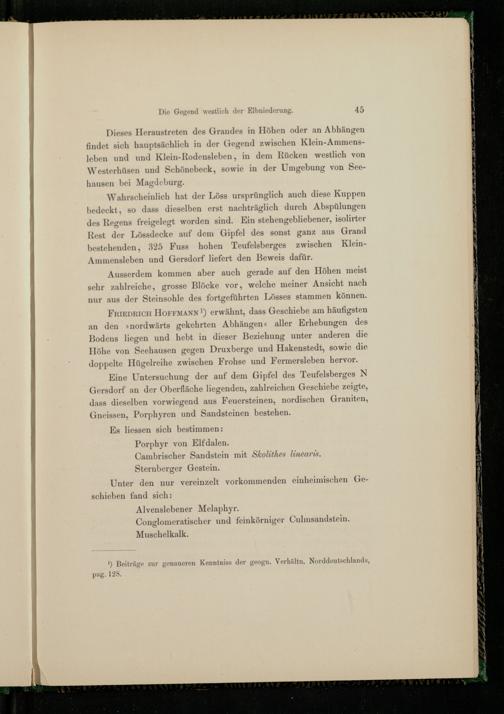 Die Gegend westlich der Elbniederung. 45
Dieses Heraustreten des Grandes in Höhen oder an Abhängen
findet sich hauptsächlich in der Gegend zwischen Klein-Ammens-
leben und und Klein-Rodensleben, in dem Rücken westlich von
Westerhüsen und Schönebeck, sowie in der Umgebung von See-
hausen bei Magdeburg.
Wahrscheinlich hat der Löss ursprünglich auch diese Kuppen
bedeckt, so dass dieselben erst nachträglich durch Abspülungen
des Regens freigelegt worden sind. Ein stehengebliebener, isolirter
Rest der Lössdecke auf dem Gipfel des sonst ganz aus Grand
bestehenden, 325 Fuss hohen Teufelsberges zwischen Klein-
Ammensleben und Gersdorf liefert den Beweis dafür.
Ausserdem kommen aber auch gerade auf den Höhen meist
sehr zahlreiche, grosse Blöcke vor, welche meiner Ansicht nach
nur aus der Steinsohle des fortgeführten Lösses stammen können.
FRIEDRICH HOFFMANN ¹) erwähnt, dass Geschiebe am häufigsten
an den »nordwärts gekehrten Abhängen« aller Erhebungen des
Bodens liegen und hebt in dieser Beziehung unter anderen die
Höhe von Seehausen gegen Druxberge und Hakenstedt, sowie die
doppelte Hügelreihe zwischen Frohse und Fermersleben hervor.
Eine Untersuchung der auf dem Gipfel des Teufelsberges N
Gersdorf an der Oberfläche liegenden, zahlreichen Geschiebe zeigte,
dass dieselben vorwiegend aus Feuersteinen, nordischen Graniten,
Gneissen, Porphyren und Sandsteinen bestehen.
Es liessen sich bestimmen:
Porphyr von Elfdalen.
Cambrischer Sandstein mit Skolithes linearis.
Sternberger Gestein.
Unter den nur vereinzelt vorkommenden einheimischen Ge-
schieben fand sich:
Alvenslebener Melaphyr.
Conglomeratischer und feinkörniger Culmsandstein.
Muschelkalk.
¹) Beiträge zur genaueren Kenntniss der geogn. Verhältn. Norddeutschlands,
pag. 128.